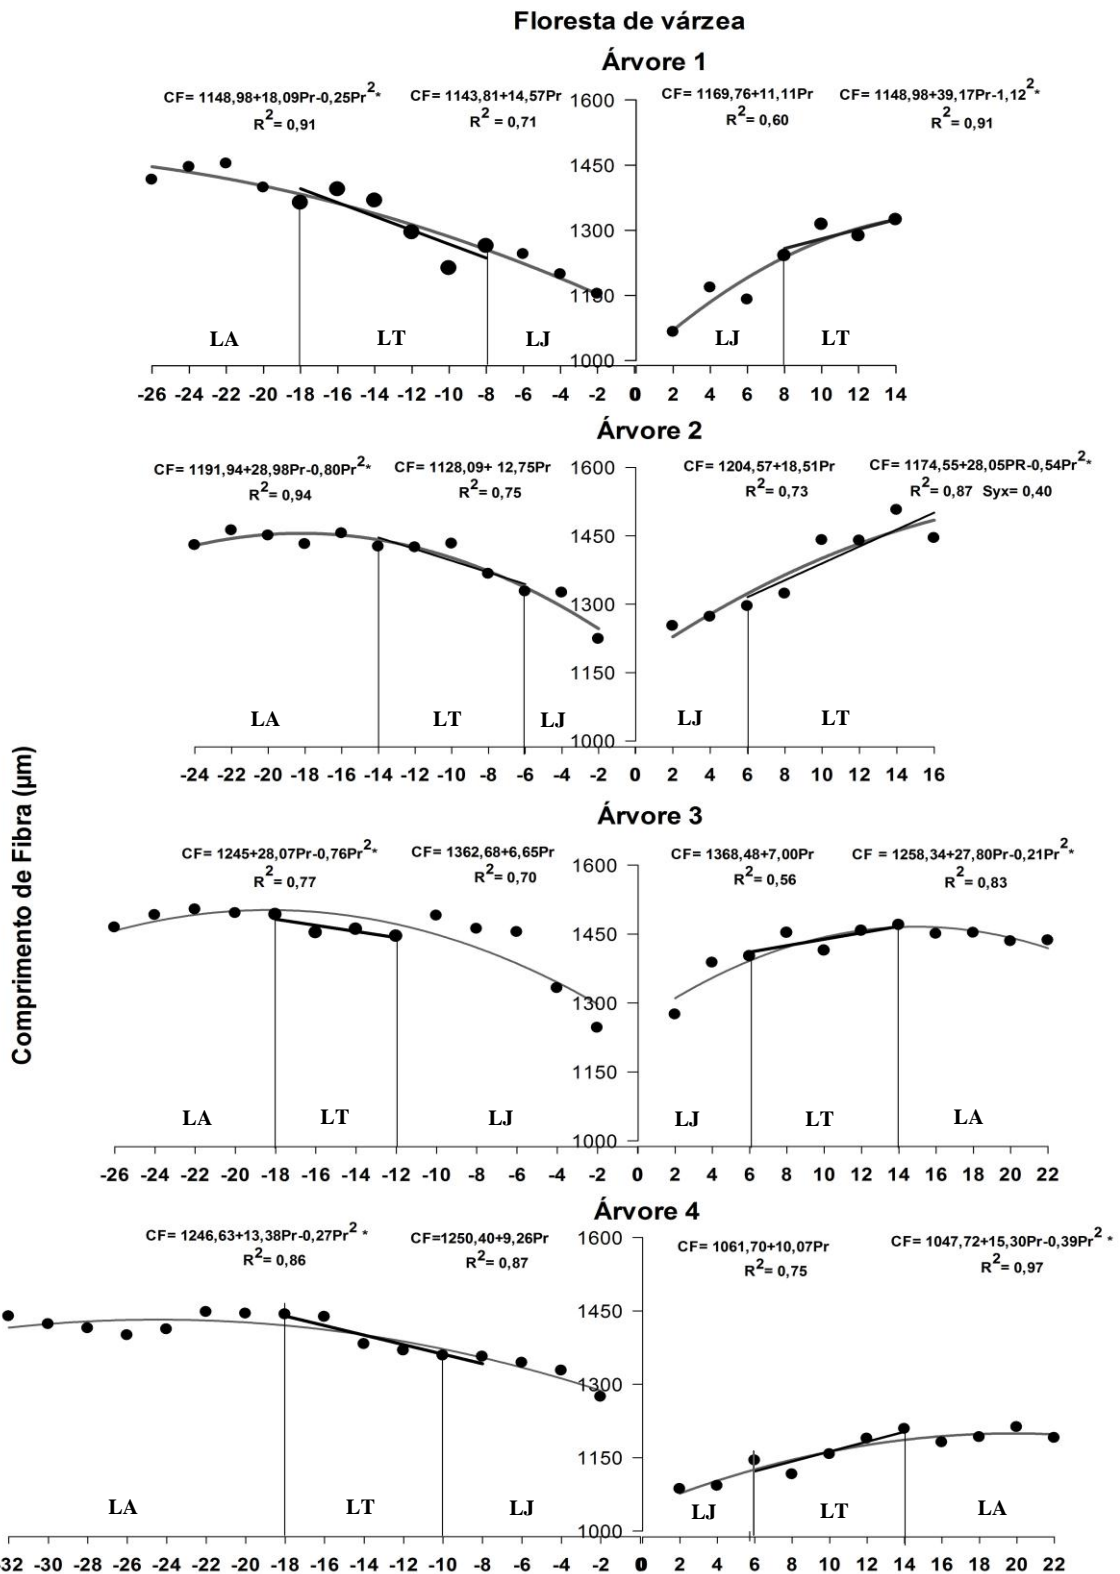 Floresta de várzea
Árvore 1
CF= 1148,98+18,09Pr-0,25Pr2* 1143,81+14,57Pr CF= 1169,76+11,11Pr CF= 1148,98+39,17Pr-1,122*
R2= 0,91 R2= 0,71 R2= 0,60 R2= 0,91
1600
1450
1300
1150
LA LT LJ LJ LT
1000
-26 -24 -22 -20 -18 -16 -14 -12 -10 -8 -6 -4 -2 0 2 4 6 8 10 12 14
Árvore 2
CF= 1191,94+28,98Pr-0,80Pr2* CF= 1128,09+ 12,75Pr CF= 1204,57+18,51Pr CF= 1174,55+28,05PR-0,54Pr2*
R2= 0,94 R2= 0,75 R2= 0,73 R2= 0,87 Syx= 0,40
1600
1450
1300
1150
LA LT LJ LJ LT
1000
-24 -22 -20 -18 -16 -14 -12 -10 -8 -6 -4 -2 0 2 4 6 8 10 12 14 16
Comprimento de Fibra (µm)
Árvore 3
CF= 1245+28,07Pr-0,76Pr2* CF= 1362,68+6,65Pr CF= 1368,48+7,00Pr CF= 1258,34+27,80Pr-0,21Pr2*
R2= 0,77 R2= 0,70 R2= 0,56 R2= 0,83
1600
1450
1300
1150
LA LT LJ LJ LT LA
1000
-26 -24 -22 -20 -18 -16 -14 -12 -10 -8 -6 -4 -2 0 2 4 6 8 10 12 14 16 18 20 22
Árvore 4
CF= 1246,63+13,38Pr-0,27Pr2 * CF=1250,40+9,26Pr CF= 1061,70+10,07Pr CF= 1047,72+15,30Pr-0,39Pr2 *
R2= 0,86 R2= 0,87 R2= 0,75 R2= 0,97
1600
1450
1300
1150
LA LT LJ LJ LT LA
1000
-32 -30 -28 -26 -24 -22 -20 -18 -16 -14 -12 -10 -8 -6 -4 -2 0 2 4 6 8 10 12 14 16 18 20 22